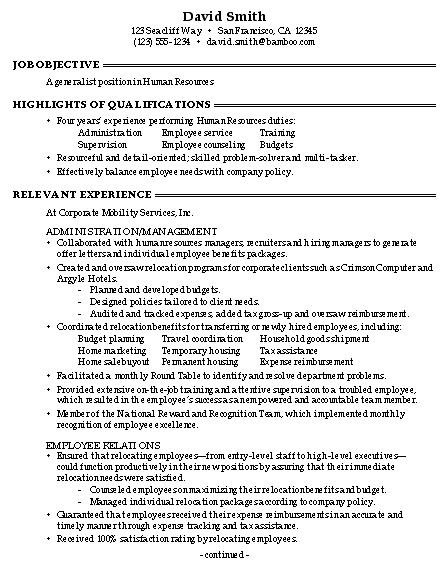 David Smith
123 Seacliff Way • San Francisco, CA 12345
(123) 555-1234 • david.smith@bamboo.com
JOB OBJECTIVE
A generalist position in Human Resources
HIGHLIGHTS OF QUALIFICATIONS
• Four years' experience performing Human Resources duties:
Administration Employee service Training
Supervision Employee counseling Budgets
• Resourceful and detail-oriented; skilled problem-solver and multi-tasker.
• Effectively balance employee needs with company policy.
RELEVANT EXPERIENCE
At Corporate Mobility Services, Inc.
ADMINISTRATION/MANAGEMENT
• Collaborated with human resources managers, recruiters and hiring managers to generate
offer letters and individual employee benefits packages.
• Created and oversaw relocation programs for corporate clients such as Crimson Computer and
Argyle Hotels.
- Planned and developed budgets.
- Designed policies tailored to client needs.
- Audited and tracked expenses, added tax gross-up and oversaw reimbursement.
• Coordinated relocation benefits for transferring or newly hired employees, including:
Budget planning Travel coordination Household goods shipment
Home marketing Temporary housing Tax assistance
Home sale buyout Permanent housing Expense reimbursement
• Facilitated a monthly Round Table to identify and resolve department problems.
• Provided extensive on-the-job training and attentive supervision to a troubled employee,
which resulted in the employee's success as an empowered and accountable team member.
• Member of the National Reward and Recognition Team, which implemented monthly
recognition of employee excellence.
EMPLOYEE RELATIONS
• Ensured that relocating employees—from entry-level staff to high-level executives—
could function productively in their new positions by assuring that their immediate
relocation needs were satisfied.
- Counseled employees on maximizing their relocation benefits and budget.
- Managed individual relocation packages according to company policy.
• Guaranteed that employees received their expense reimbursements in an accurate and
timely manner through expense tracking and tax assistance.
• Received 100% satisfaction rating by relocating employees.
- continued -